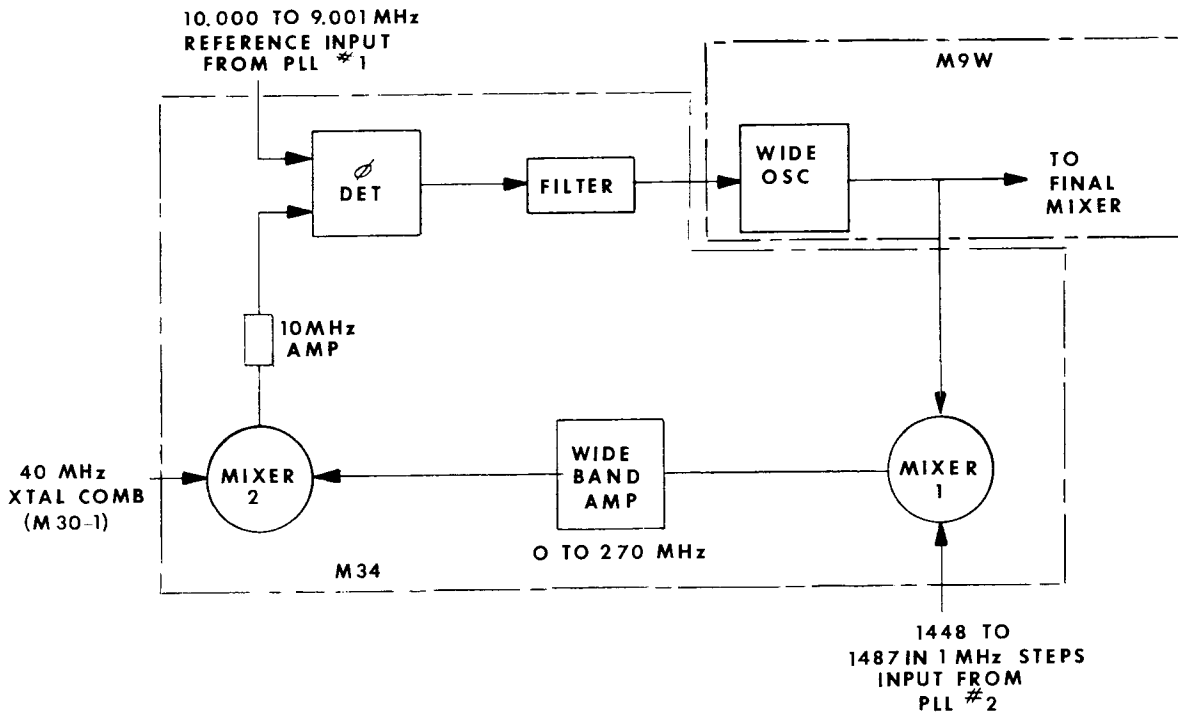 10.000 TO 9.001 MHz
REFERENCE INPUT
FROM PLL #1
M9W
Ø
DET
FILTER
WIDE
OSC
TO
FINAL
MIXER
10MHz
AMP
40 MHz
XTAL COMB
(M30-1)
MIXER
2
WIDE
BAND
AMP
MIXER
1
O TO 270 MHz
M34
1448 TO
1487 IN 1 MHz STEPS
INPUT FROM
PLL #2